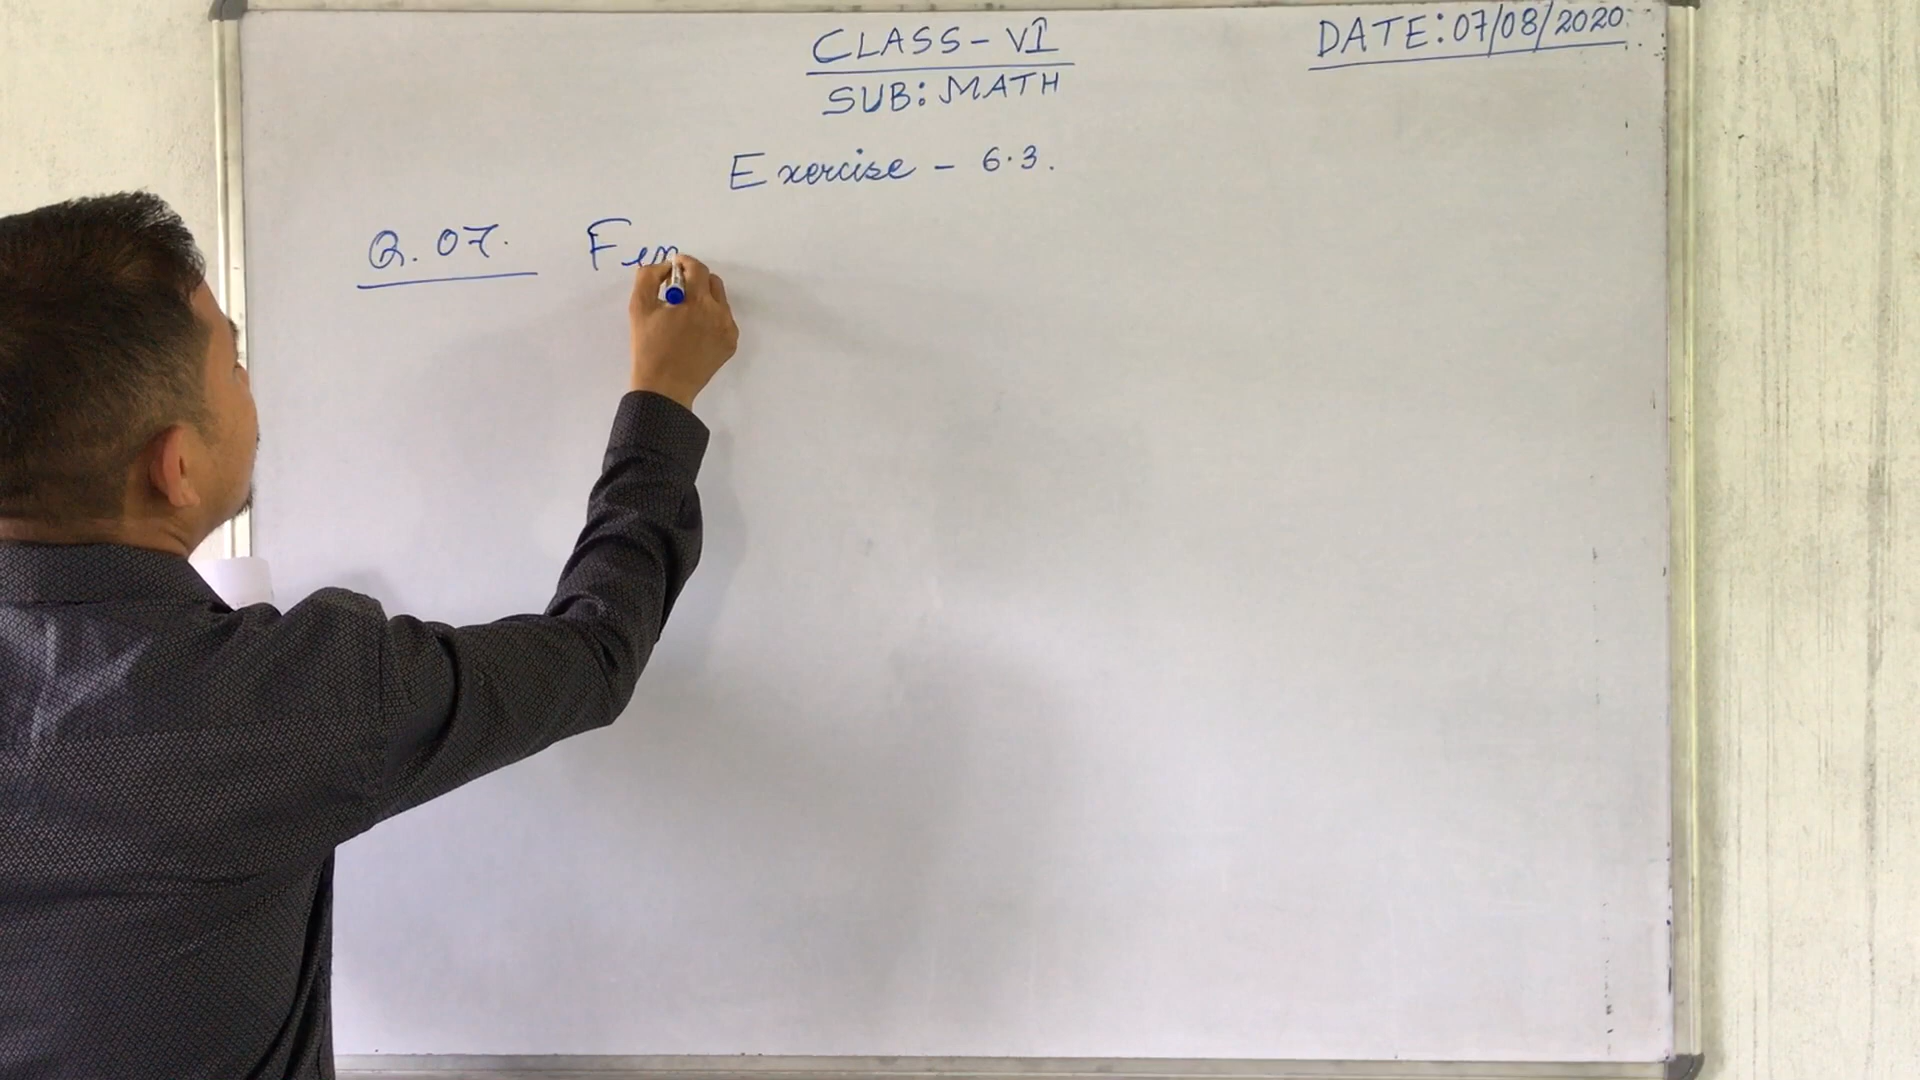 CLASS-VI
DATE: 07/08/2020
SUB: MATH
Exercise - 6.3.
Q. 07.